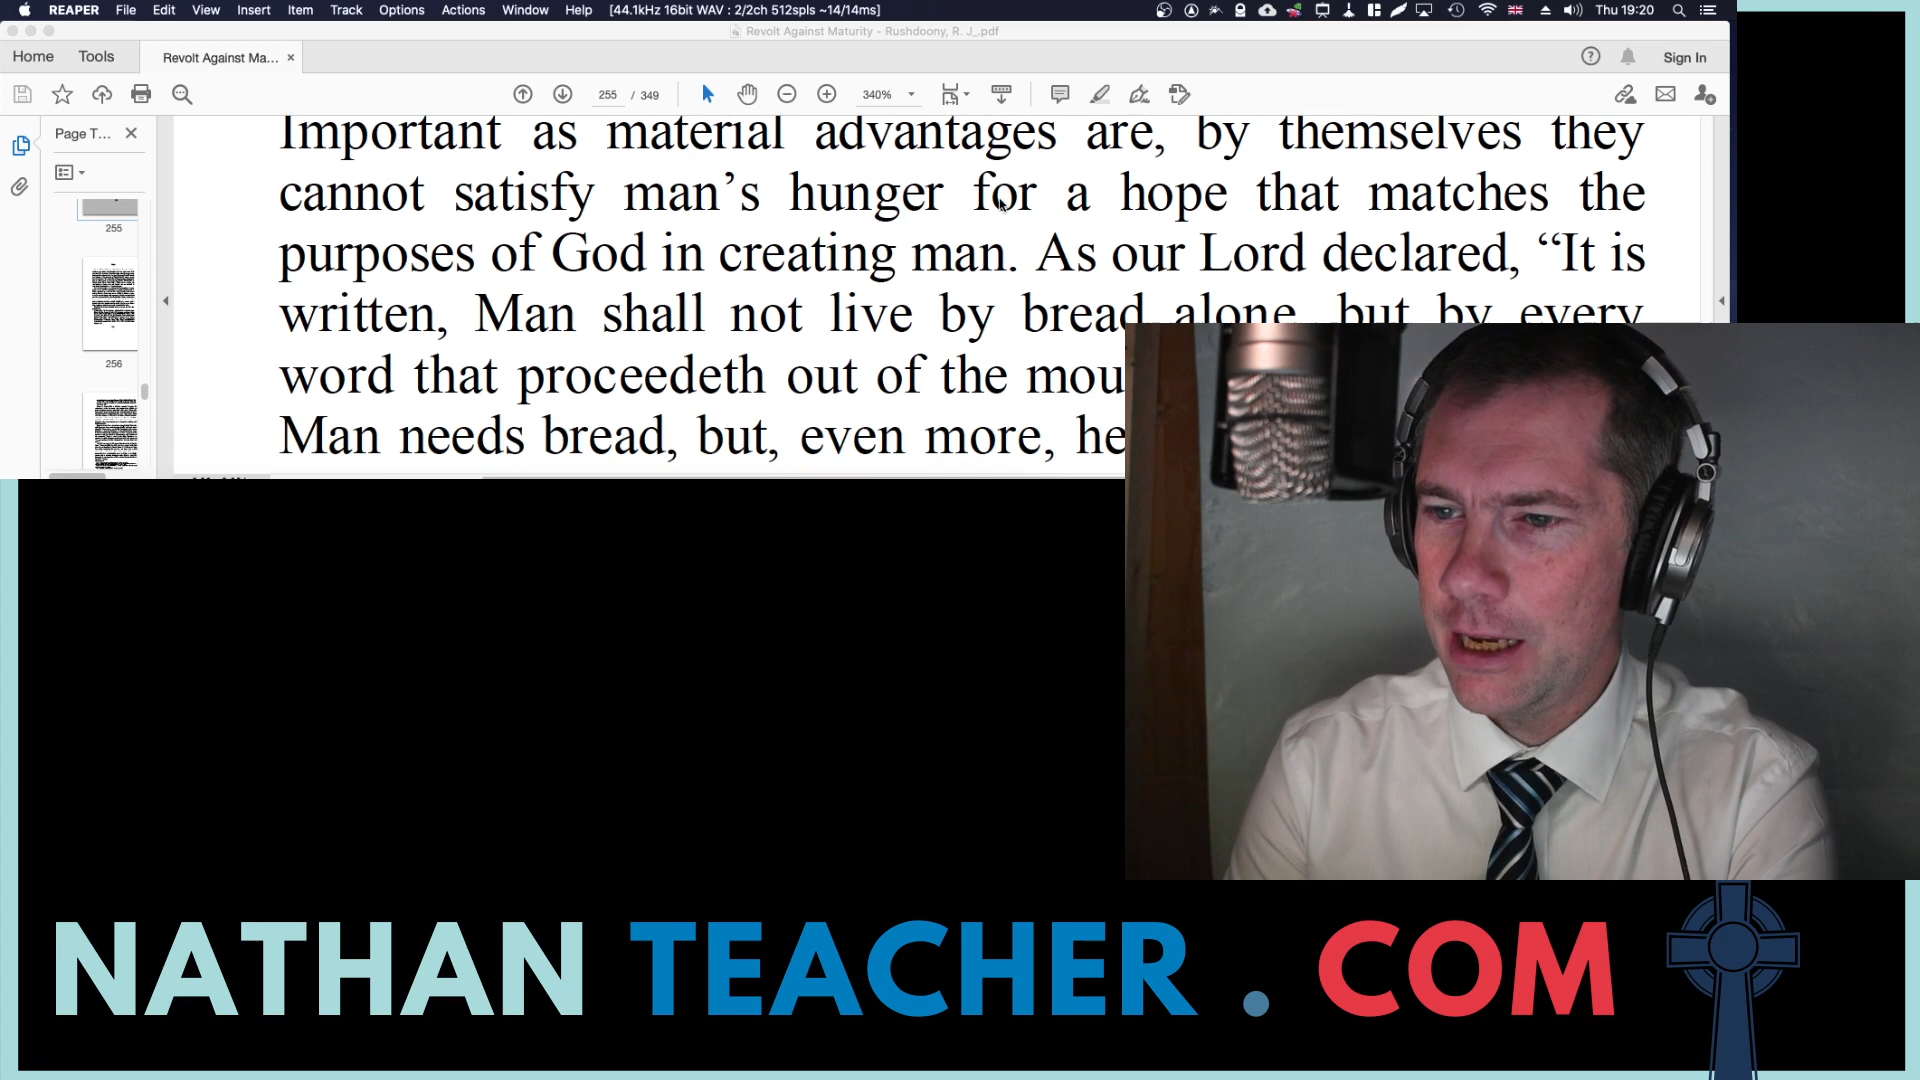 REAPER File Edit View Insert Item Track Options Actions Window Help [44.1kHz 16bit WAV : 2/2ch 512spls ~14/14ms] Thu 19:20
Revolt Against Maturity - Rushdoony, R. J_.pdf
Home Tools Revolt Against Ma... × Sign In
255 / 349 340%
Page T...
255
256
Important as material advantages are, by themselves they
cannot satisfy man’s hunger for a hope that matches the
purposes of God in creating man. As our Lord declared, “It is
written, Man shall not live by bread alone, but by every
word that proceedeth out of the mou
Man needs bread, but, even more, he
NATHAN TEACHER . COM